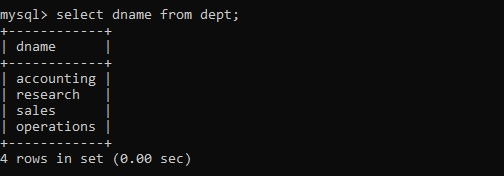 mysql> select dname from dept;
+------------+
| dname      |
+------------+
| accounting |
| research   |
| sales      |
| operations |
+------------+
4 rows in set (0.00 sec)